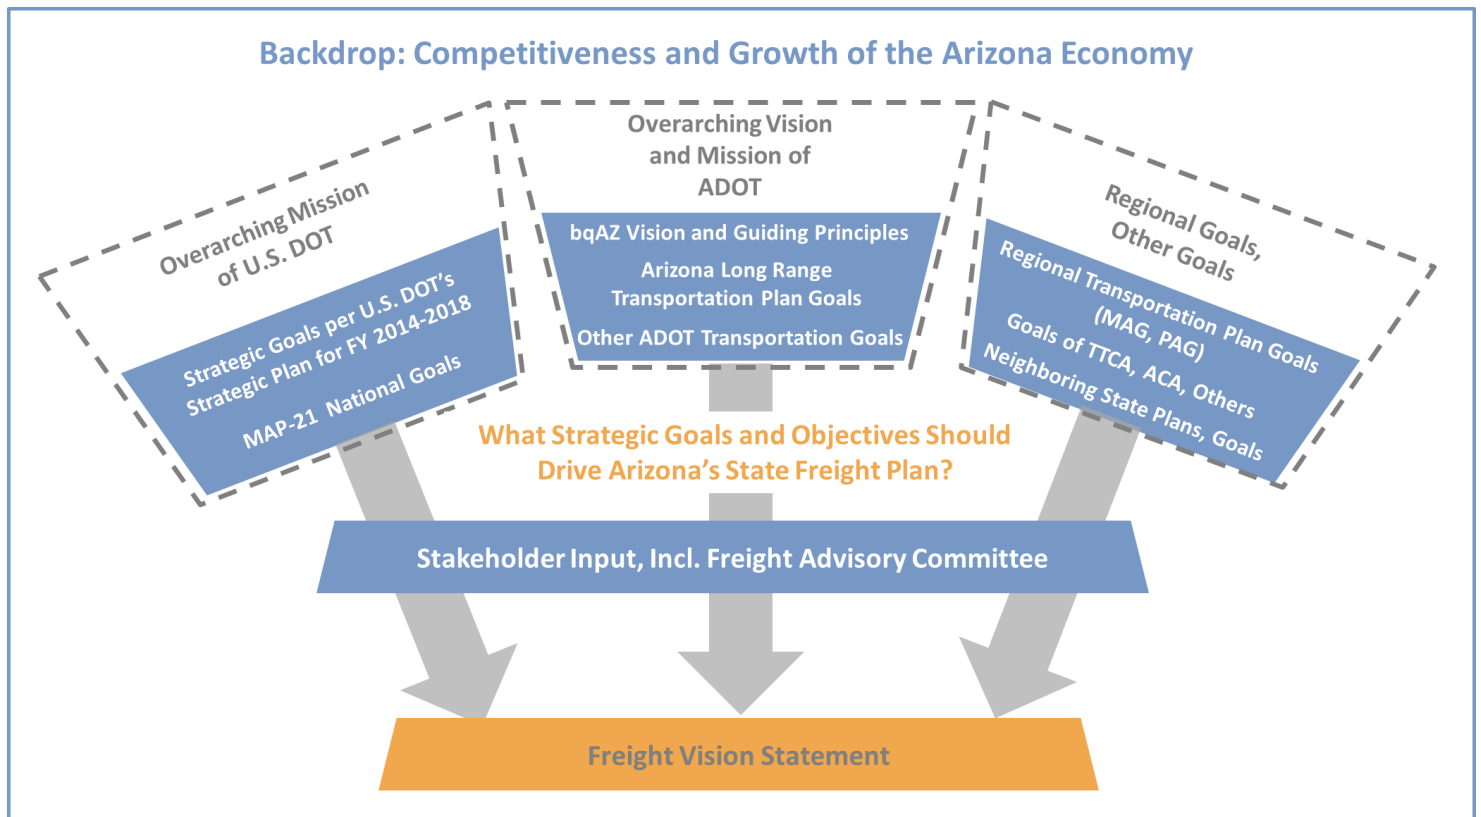 Backdrop: Competitiveness and Growth of the Arizona Economy
Overarching Mission
of U.S. DOT
Strategic Goals per U.S. DOT's
Strategic Plan for FY 2014-2018
MAP-21 National Goals
Overarching Vision
and Mission of
ADOT
bqAZ Vision and Guiding Principles
Arizona Long Range
Transportation Plan Goals
Other ADOT Transportation Goals
Regional Goals,
Other Goals
Regional Transportation Plan Goals
(MAG, PAG)
Goals of TTCA, ACA, Others
Neighboring State Plans, Goals
What Strategic Goals and Objectives Should
Drive Arizona's State Freight Plan?
Stakeholder Input, Incl. Freight Advisory Committee
Freight Vision Statement